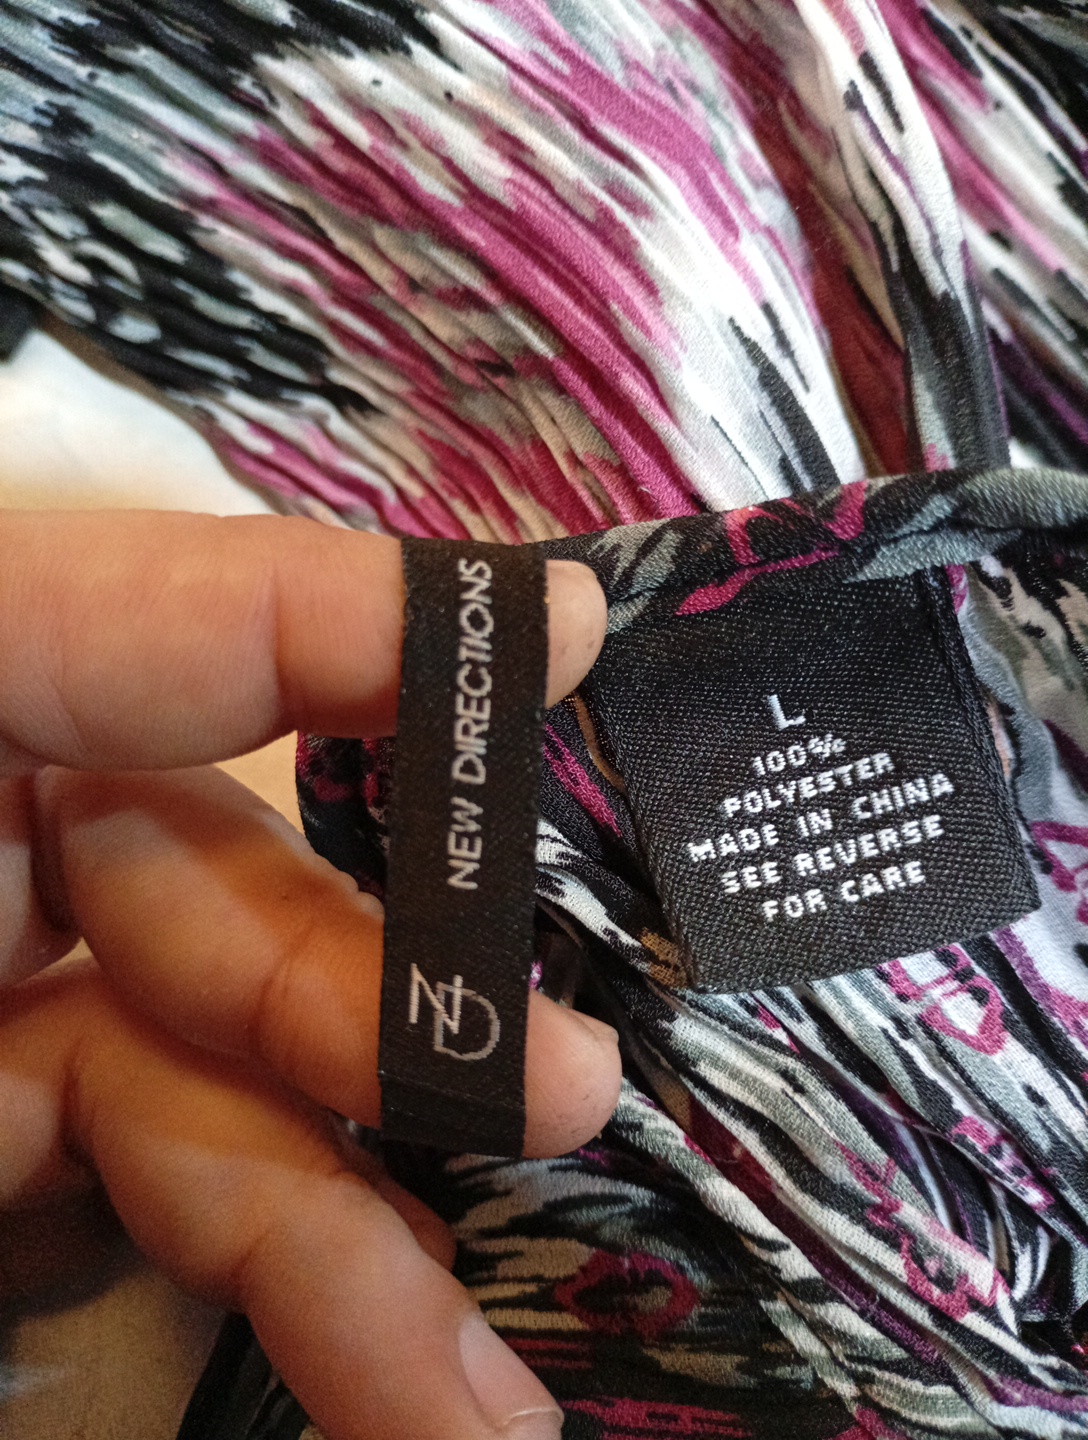 NEW DIRECTIONS
ND
L
100%
POLYESTER
MADE IN CHINA
SEE REVERSE
FOR CARE